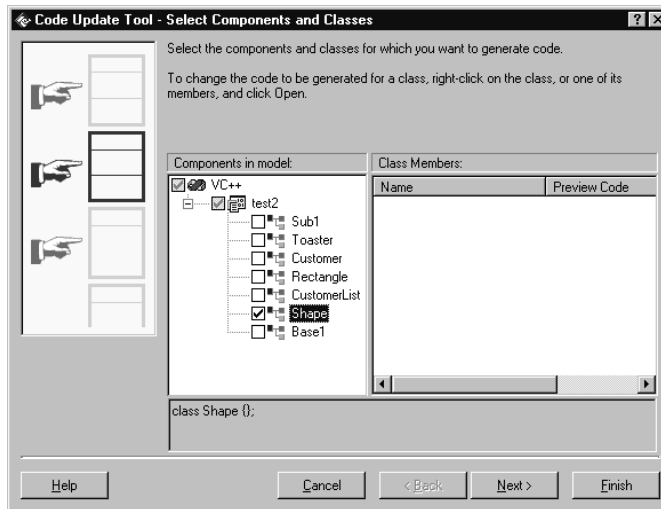 Code Update Tool - Select Components and Classes
Select the components and classes for which you want to generate code.
To change the code to be generated for a class, right-click on the class, or one of its
members, and click Open.
Components in model:
Class Members:
VC++
test2
Sub1
Toaster
Customer
Rectangle
CustomerList
Shape
Base1
Name
Preview Code
class Shape {};
Help
Cancel
< Back
Next >
Finish